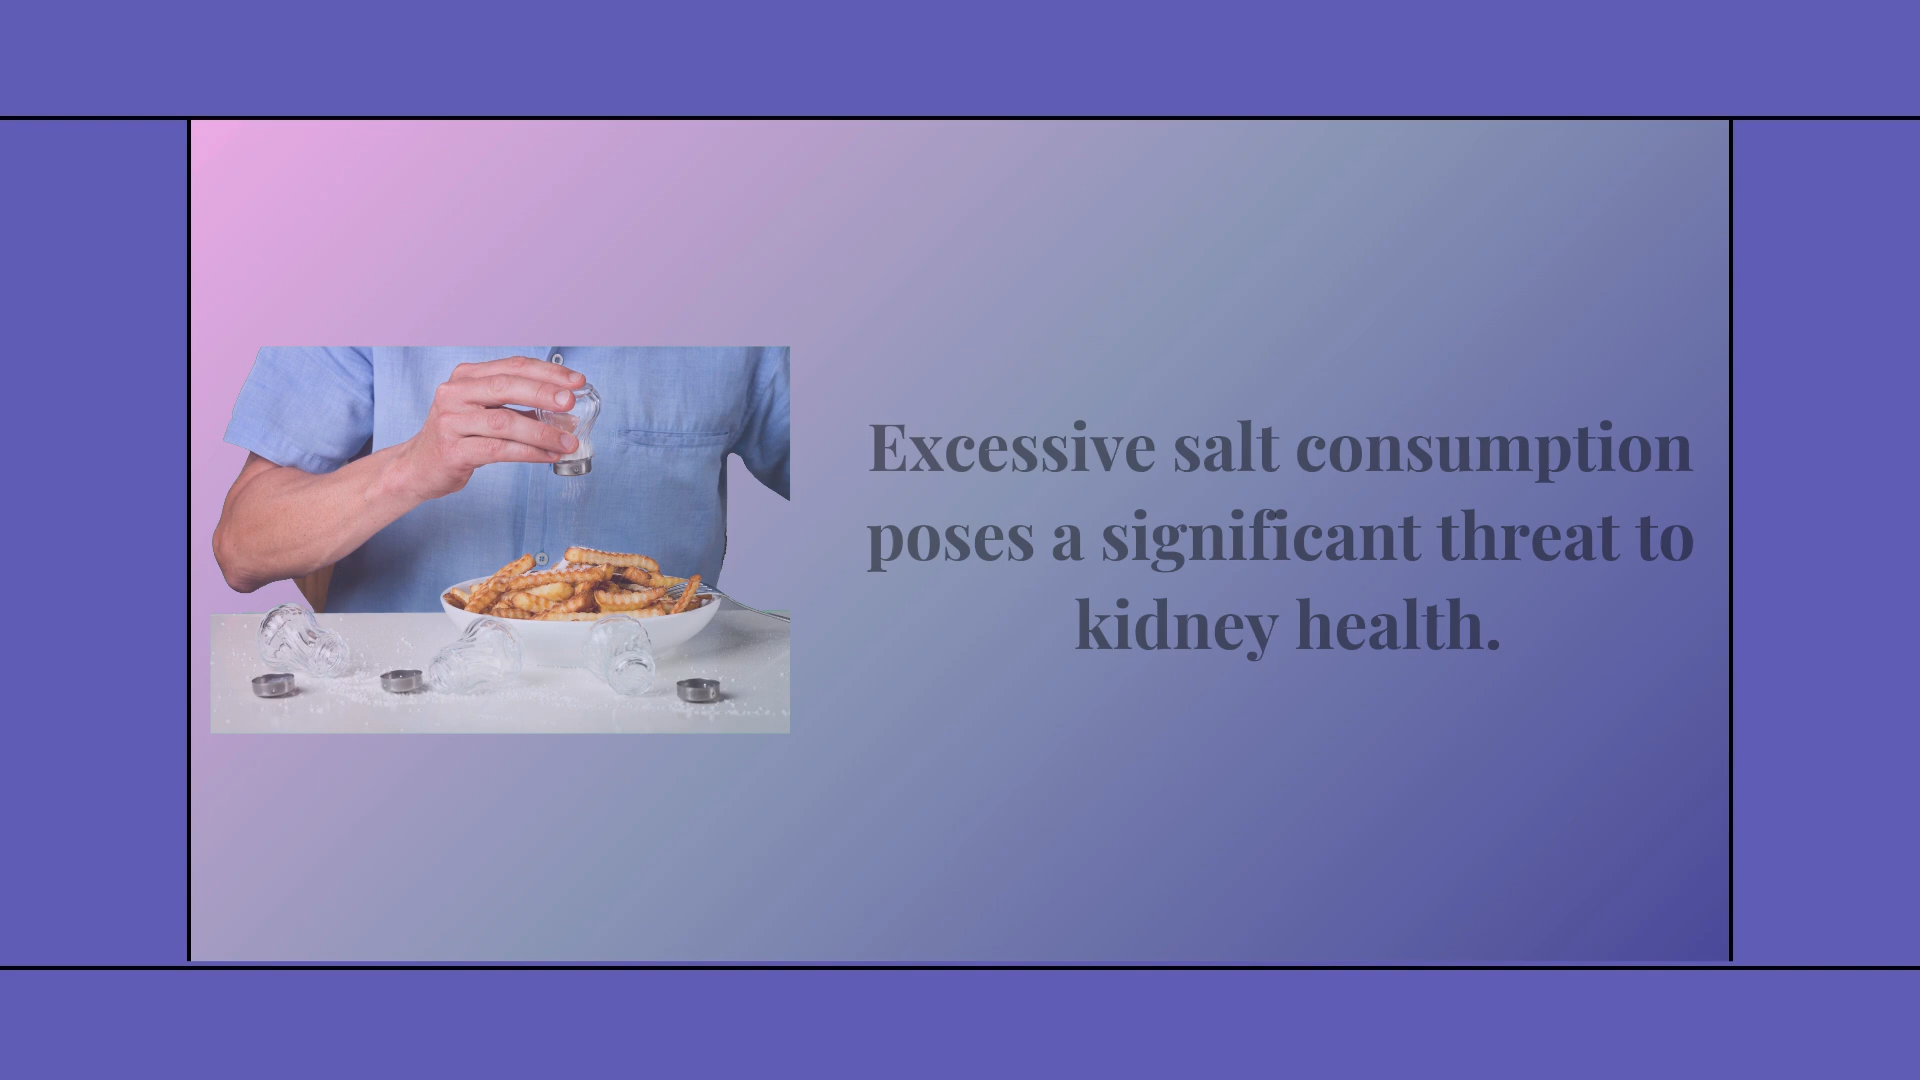 Excessive salt consumption
poses a significant threat to
kidney health.